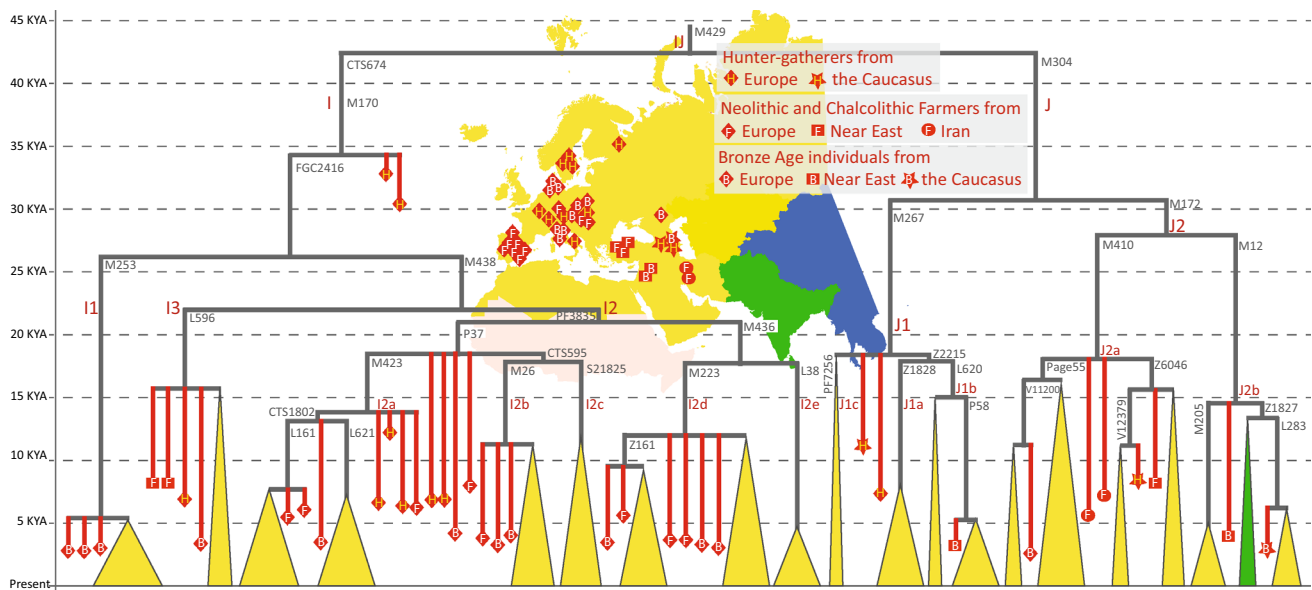 45 KYA
40 KYA
35 KYA
30 KYA
25 KYA
20 KYA
15 KYA
10 KYA
5 KYA
Present
IJ
M429
CTS674
M304
I
M170
J
Hunter-gatherers from
H Europe H the Caucasus
Neolithic and Chalcolithic Farmers from
F Europe F Near East F Iran
Bronze Age individuals from
B Europe B Near East B the Caucasus
FGC2416
M267
M172
J2
M410
M12
M253
M438
I1
I3
L596
I2
PF3835
P37
M436
J1
M423
CTS595
M26
S21825
M223
L38
PF7256
Z2215
Z1828
L620
J1b
P58
J2a
Page55
Z6046
V11200
V12379
J2b
M205
Z1827
L283
CTS1802
L161
L621
I2a
I2b
I2c
I2d
I2e
J1c
J1a
Z161